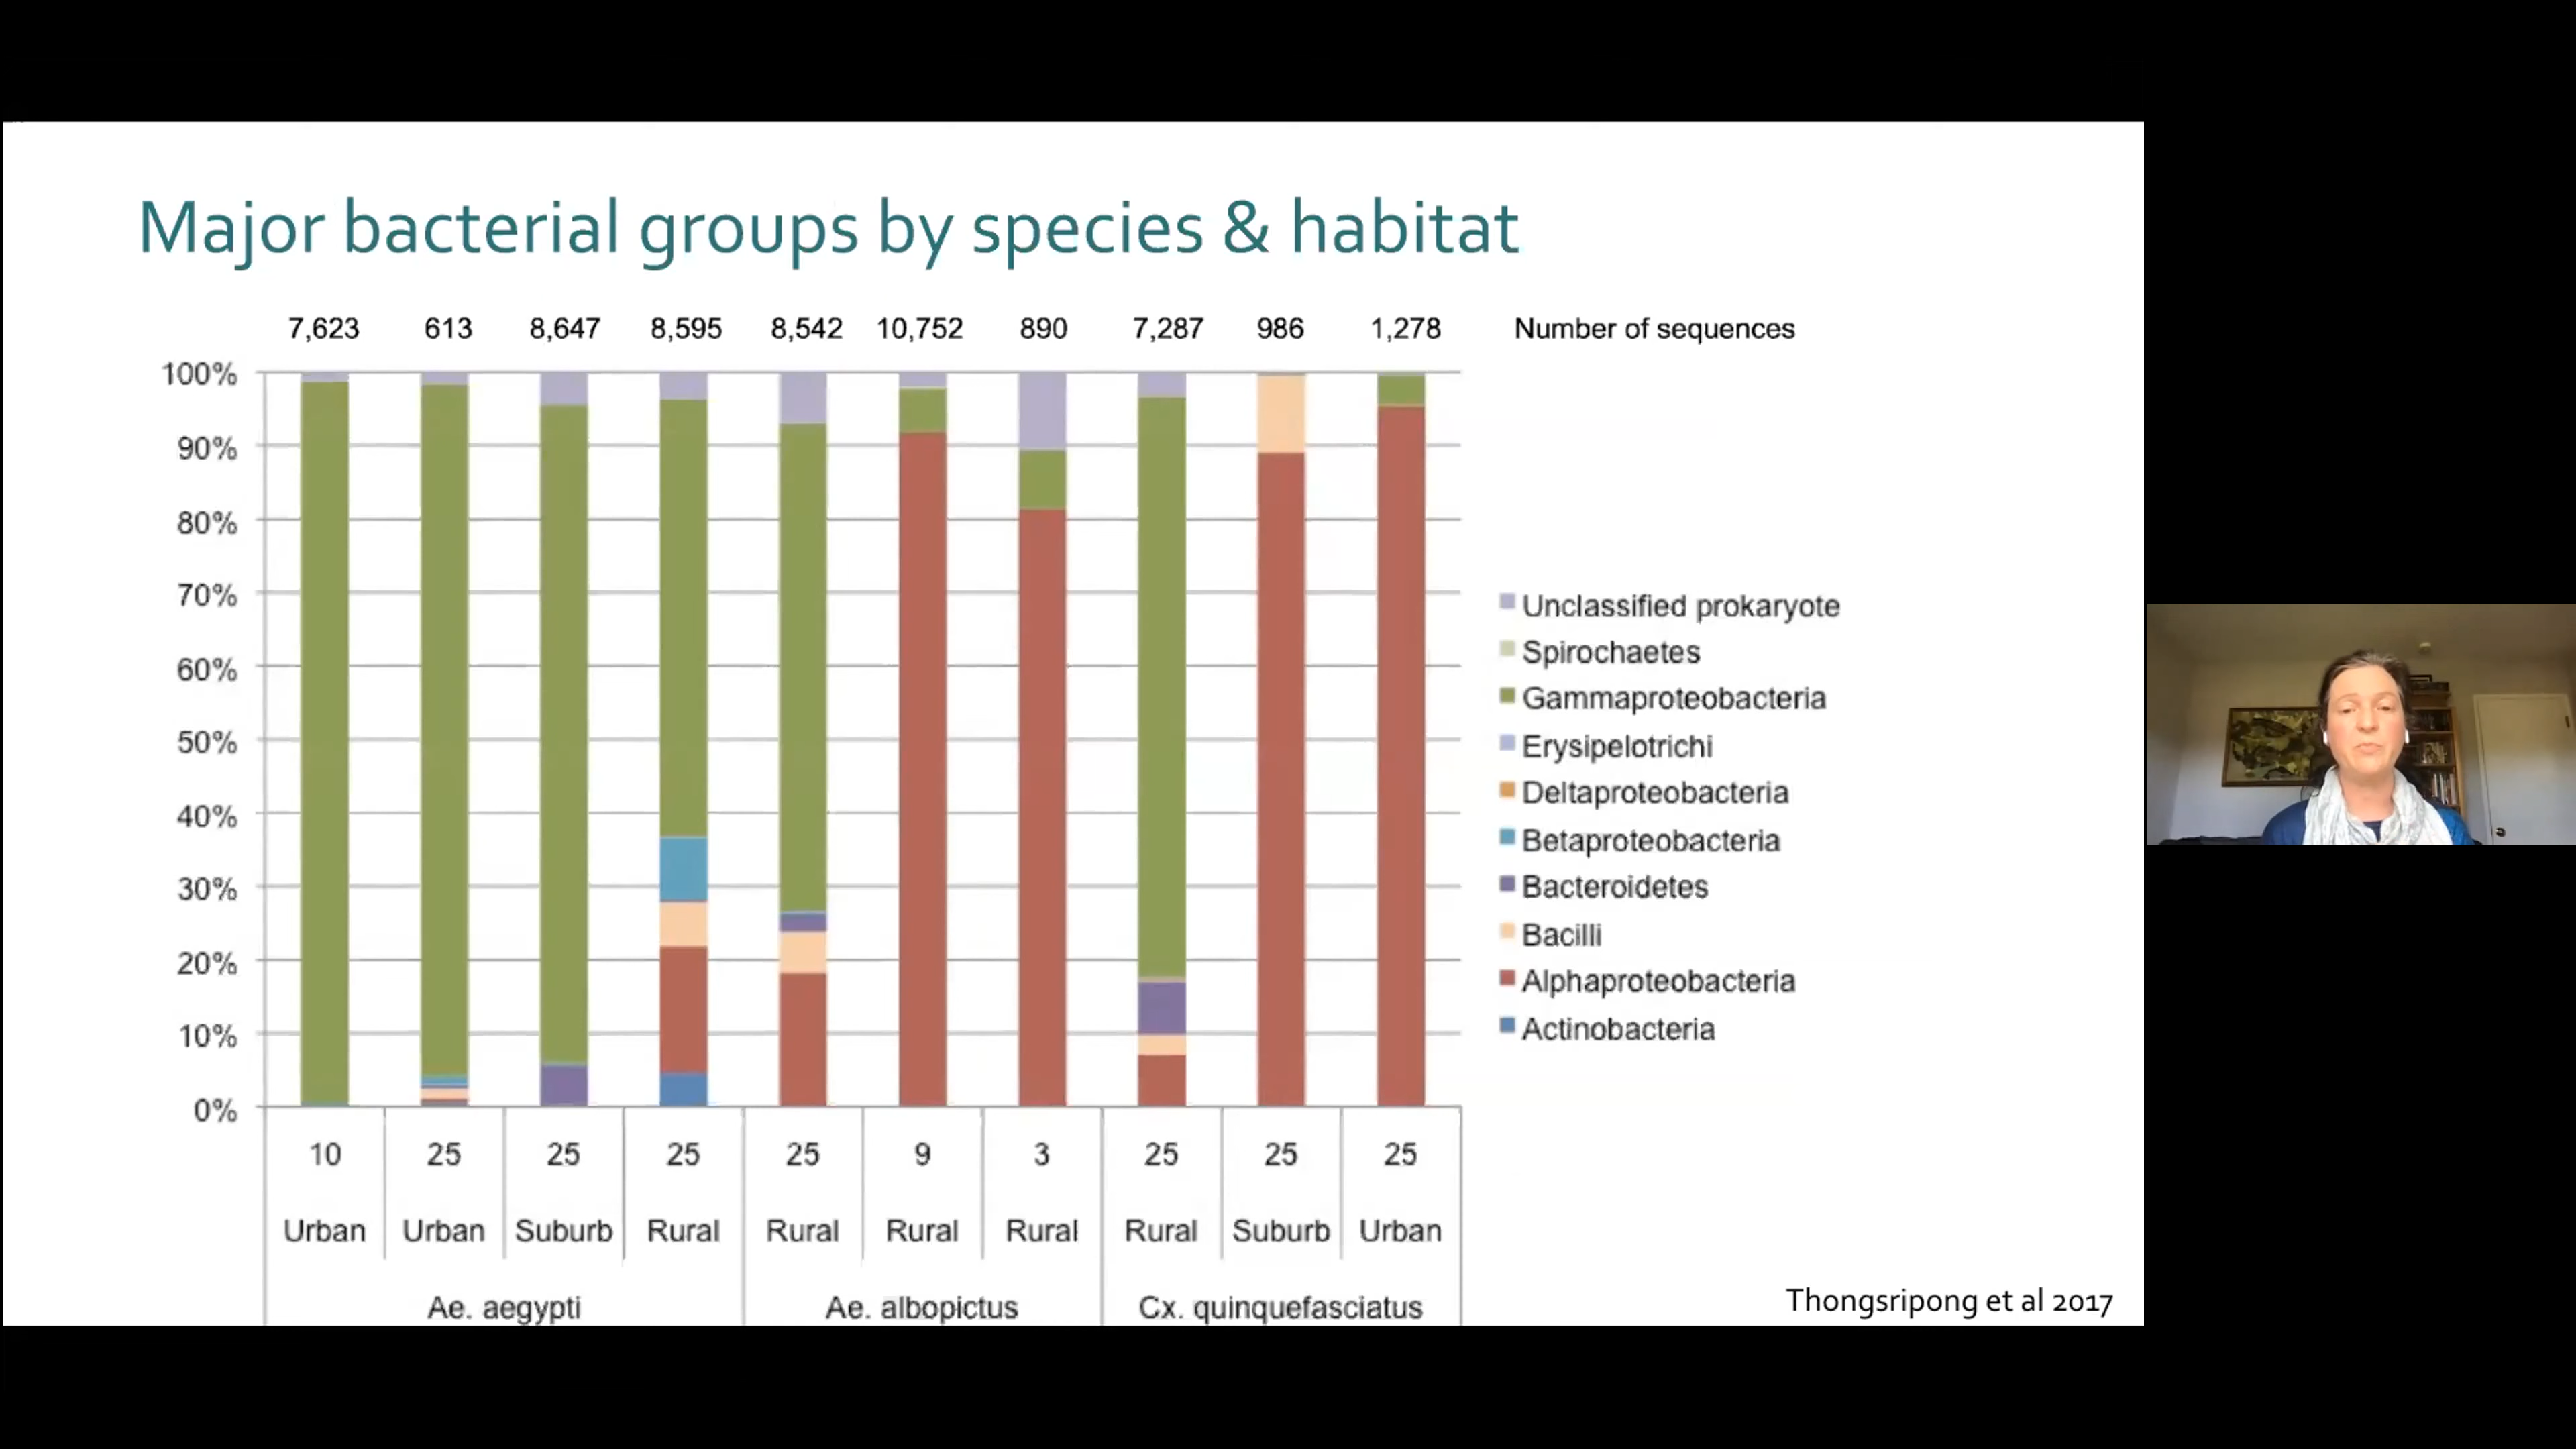 Major bacterial groups by species & habitat
7,623 613 8,647 8,595 8,542 10,752 890 7,287 986 1,278 Number of sequences
100%
90%
80%
70%
60%
50%
40%
30%
20%
10%
0%
Unclassified prokaryote
Spirochaetes
Gammaproteobacteria
Erysipelotrichi
Deltaproteobacteria
Betaproteobacteria
Bacteroidetes
Bacilli
Alphaproteobacteria
Actinobacteria
10 25 25 25 25 9 3 25 25 25
Urban Urban Suburb Rural Rural Rural Rural Rural Suburb Urban
Ae. aegypti Ae. albopictus Cx. quinquefasciatus
Thongsripong et al 2017